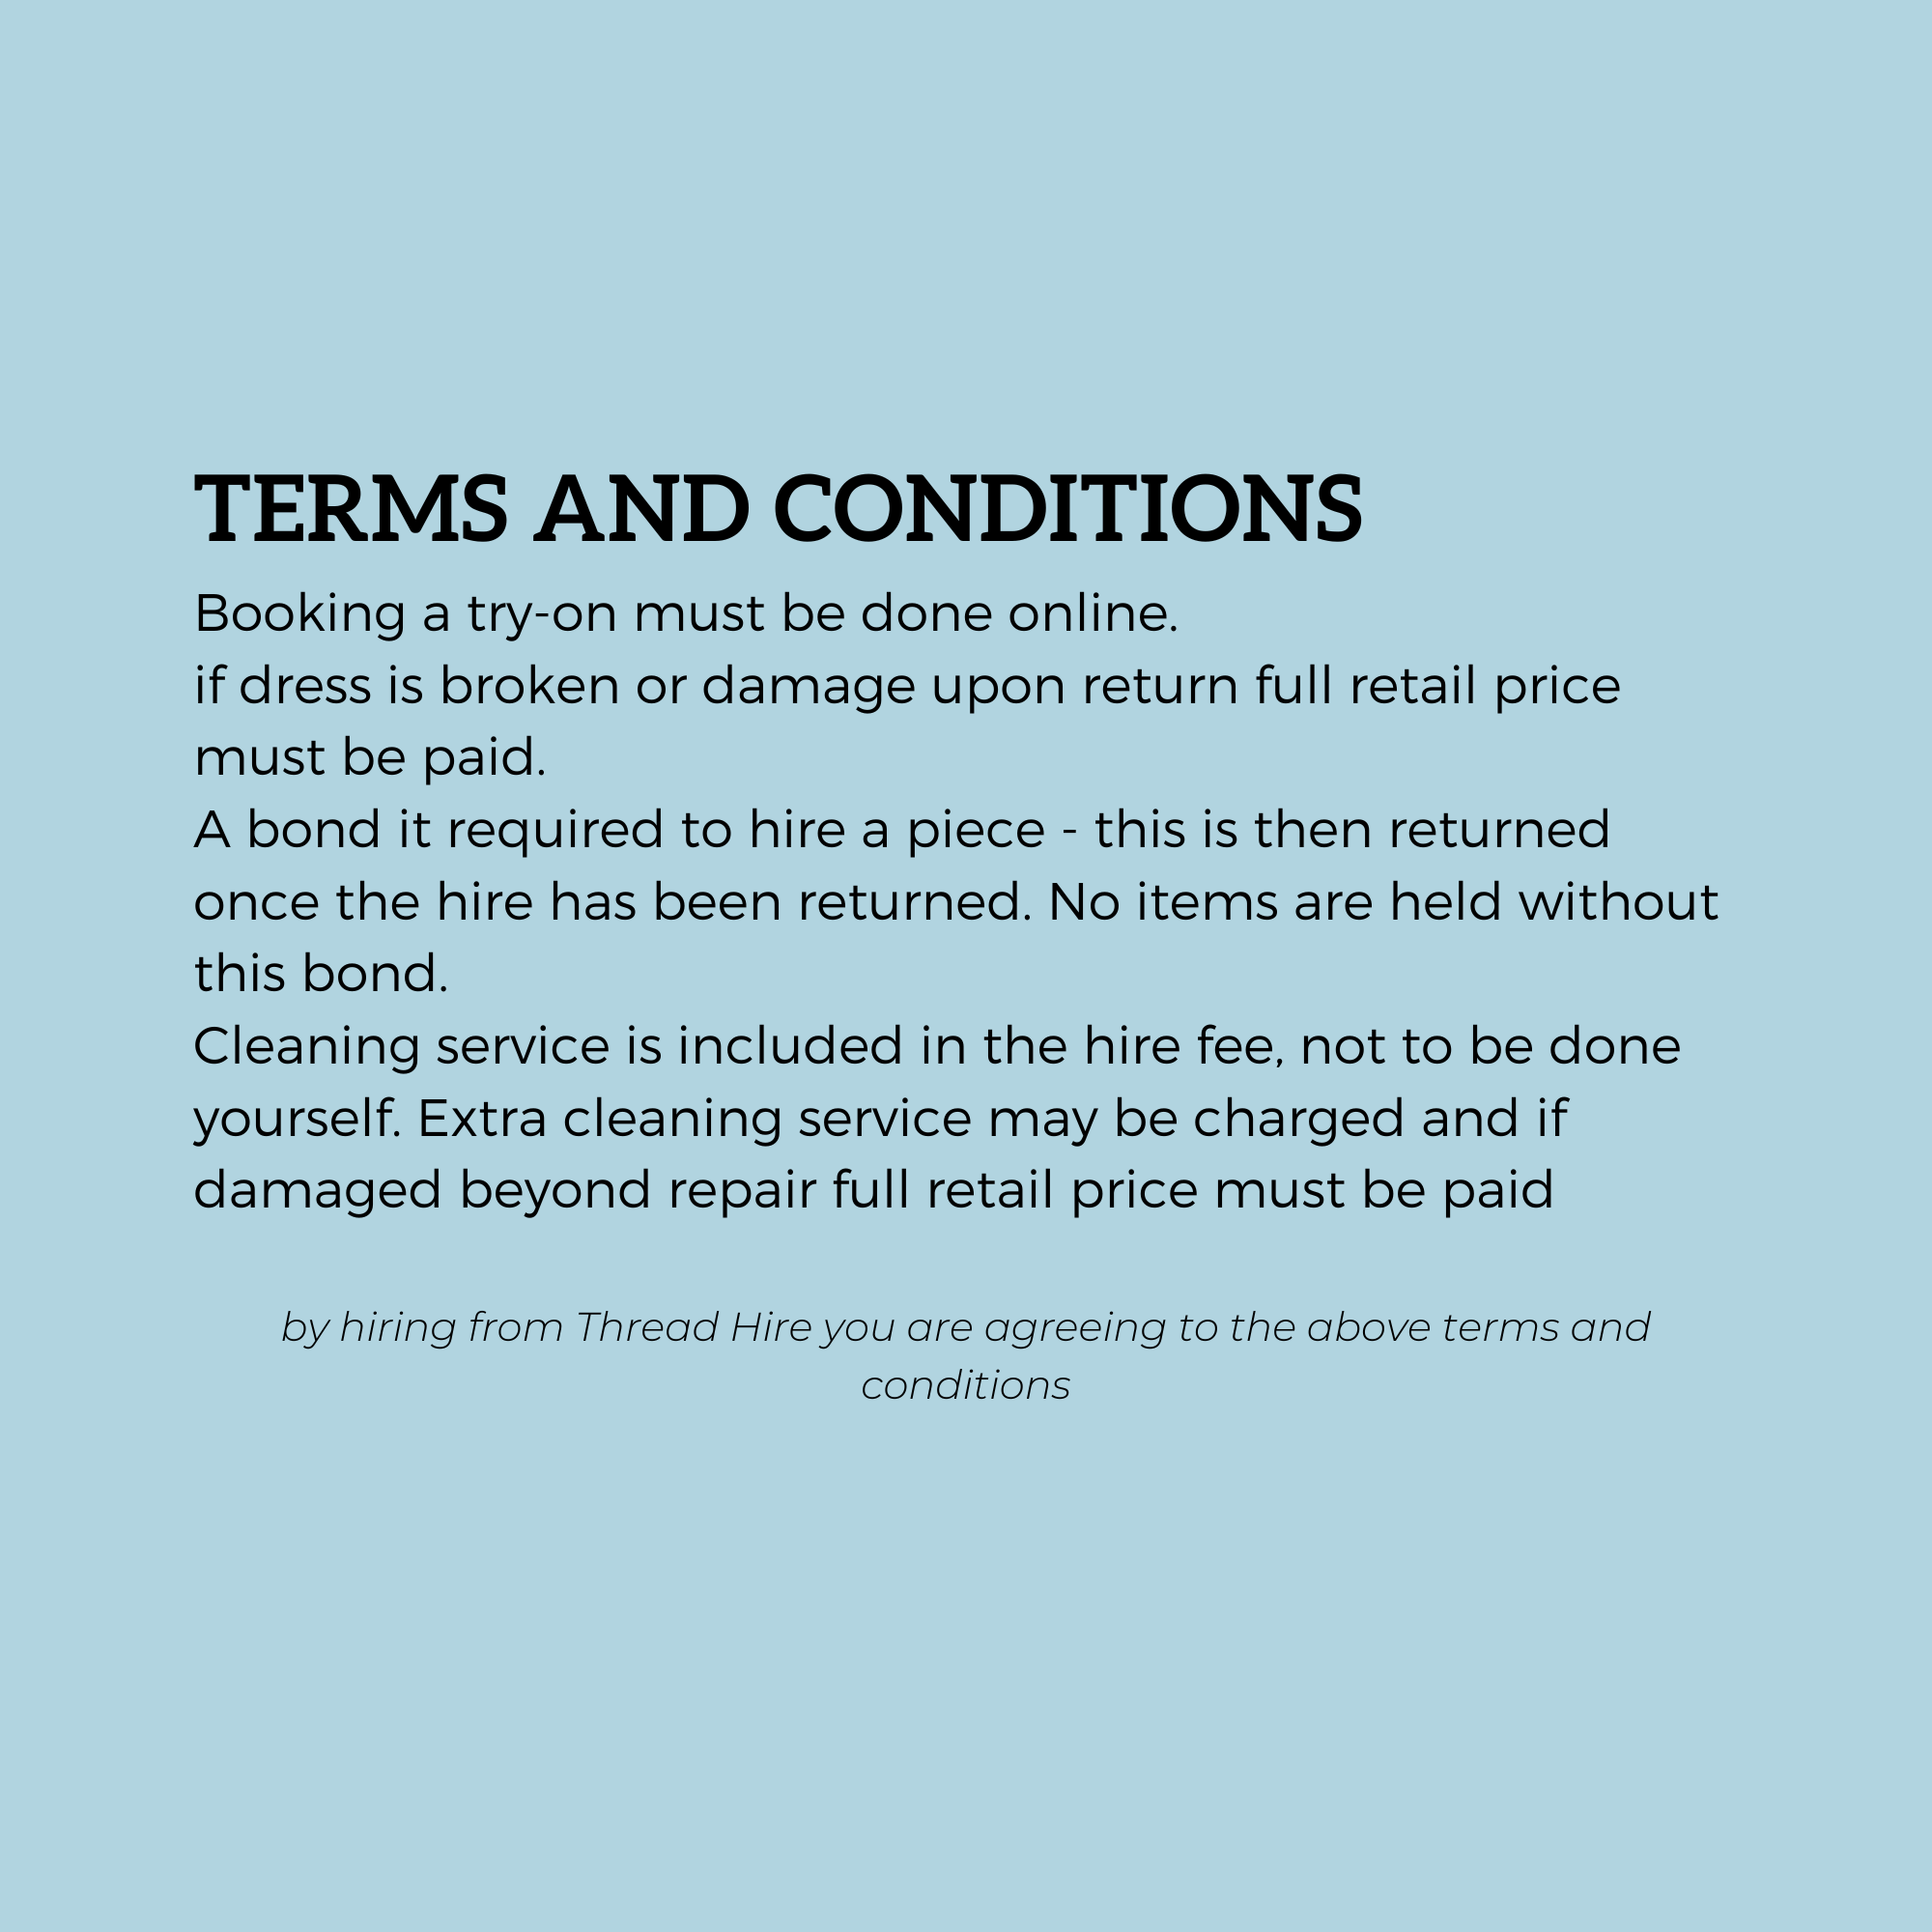 TERMS AND CONDITIONS
Booking a try-on must be done online.
if dress is broken or damage upon return full retail price
must be paid.
A bond it required to hire a piece - this is then returned
once the hire has been returned. No items are held without
this bond.
Cleaning service is included in the hire fee, not to be done
yourself. Extra cleaning service may be charged and if
damaged beyond repair full retail price must be paid
by hiring from Thread Hire you are agreeing to the above terms and
conditions